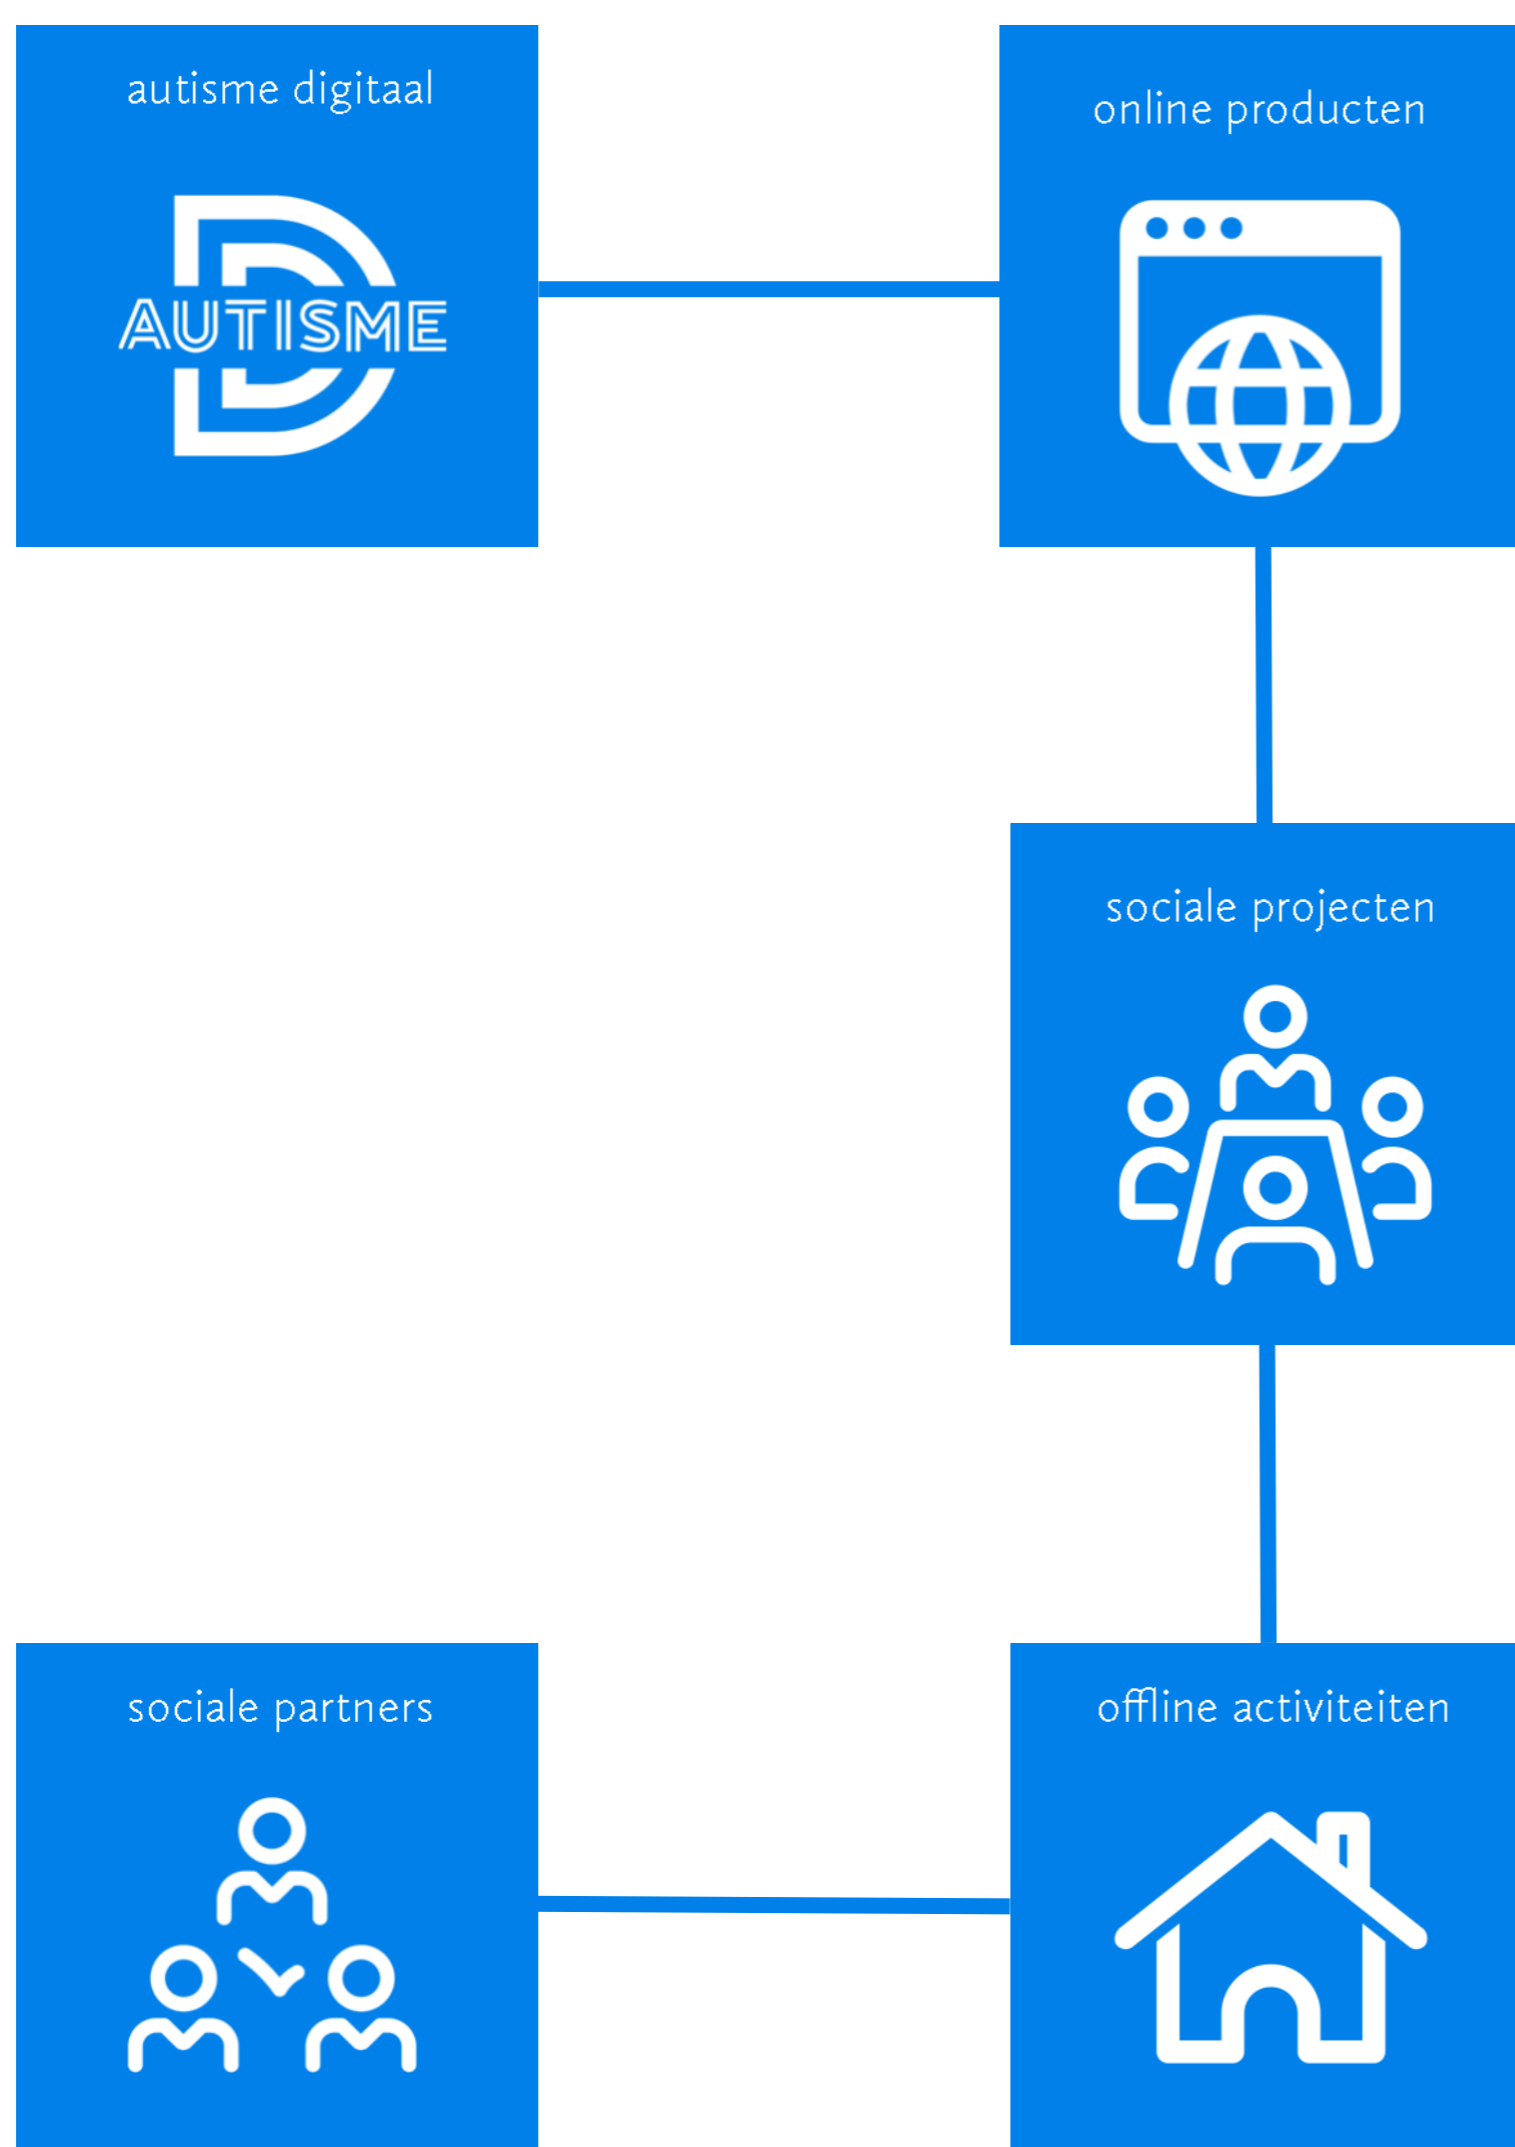 autisme digitaal
AUTISME
online producten
sociale projecten
sociale partners
offline activiteiten